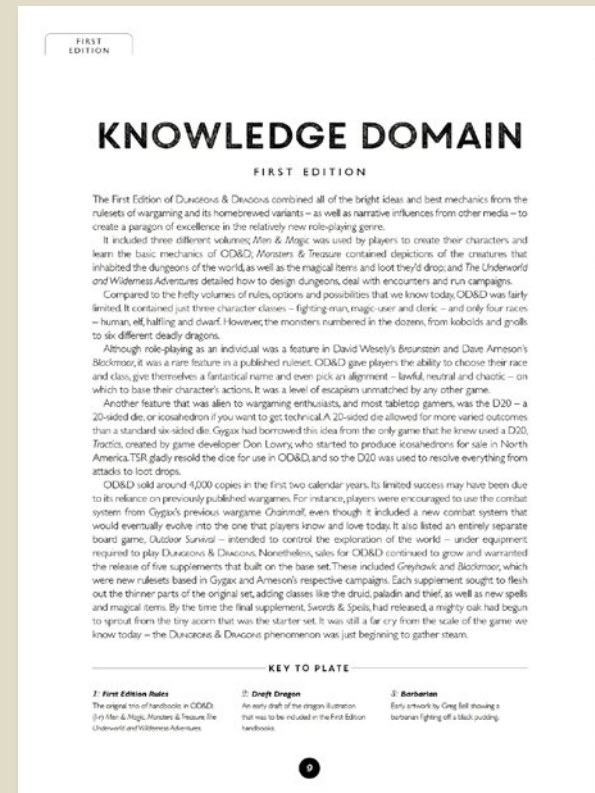 FIRST
EDITION
KNOWLEDGE DOMAIN
FIRST EDITION
The First Edition of DUNGEONS & DRAGONS combined all of the bright ideas and best mechanics from the
rulesets of wargaming and its homebrewed variants – as well as narrative influences from other media – to
create a paragon of excellence in the relatively new role-playing genre.
It included three different volumes; Men & Magic was used by players to create their characters and
learn the basic mechanics of OD&D; Monsters & Treasure contained depictions of the creatures that
inhabited the dungeons of the world, as well as the magical items and loot they'd drop; and The Underworld
and Wilderness Adventures detailed how to design dungeons, deal with encounters and run campaigns.
Compared to the hefty volumes of rules, options and possibilities that we know today, OD&D was fairly
limited. It contained just three character classes – fighting-man, magic-user and cleric – and only four races
– human, elf, halfling and dwarf. However, the monsters numbered in the dozens, from kobolds and gnolls
to six different deadly dragons.
Although role-playing as an individual was a feature in David Wesely's Braunstein and Dave Arneson's
Blackmoor, it was a rare feature in a published ruleset. OD&D gave players the ability to choose their race
and class, give themselves a fantastical name and even pick an alignment – lawful, neutral and chaotic – on
which to base their character's actions. It was a level of escapism unmatched by any other game.
Another feature that was alien to wargaming enthusiasts, and most tabletop gamers, was the D20 – a
20-sided die, or icosahedron if you want to get technical. A 20-sided die allowed for more varied outcomes
than a standard six-sided die. Gygax had borrowed this idea from the only game that he knew used a D20,
Tractics, created by game developer Don Lowry, who started to produce icosahedrons for sale in North
America. TSR gladly resold the dice for use in OD&D, and so the D20 was used to resolve everything from
attacks to loot drops.
OD&D sold around 4,000 copies in the first two calendar years. Its limited success may have been due
to its reliance on previously published wargames. For instance, players were encouraged to use the combat
system from Gygax's previous wargame Chainmail, even though it included a new combat system that
would eventually evolve into the one that players know and love today. It also listed an entirely separate
board game, Outdoor Survival – intended to control the exploration of the world – under equipment
required to play DUNGEONS & DRAGONS. Nonetheless, sales for OD&D continued to grow and warranted
the release of five supplements that built on the base set. These included Greyhawk and Blackmoor, which
were new rulesets based in Gygax and Arneson's respective campaigns. Each supplement sought to flesh
out the thinner parts of the original set, adding classes like the druid, paladin and thief, as well as new spells
and magical items. By the time the final supplement, Swords & Spells, had released, a mighty oak had begun
to sprout from the tiny acorn that was the starter set. It was still a far cry from the scale of the game we
know today – the DUNGEONS & DRAGONS phenomenon was just beginning to gather steam.
KEY TO PLATE
1: First Edition Rules
The original trio of handbooks in OD&D.
(l-r) Men & Magic, Monsters & Treasure, The
Underworld and Wilderness Adventures.
2: Draft Dragon
An early draft of the dragon illustration
that was to be included in the First Edition
handbooks.
3: Barbarian
Early artwork by Greg Bell showing a
barbarian fighting off a black pudding.
9